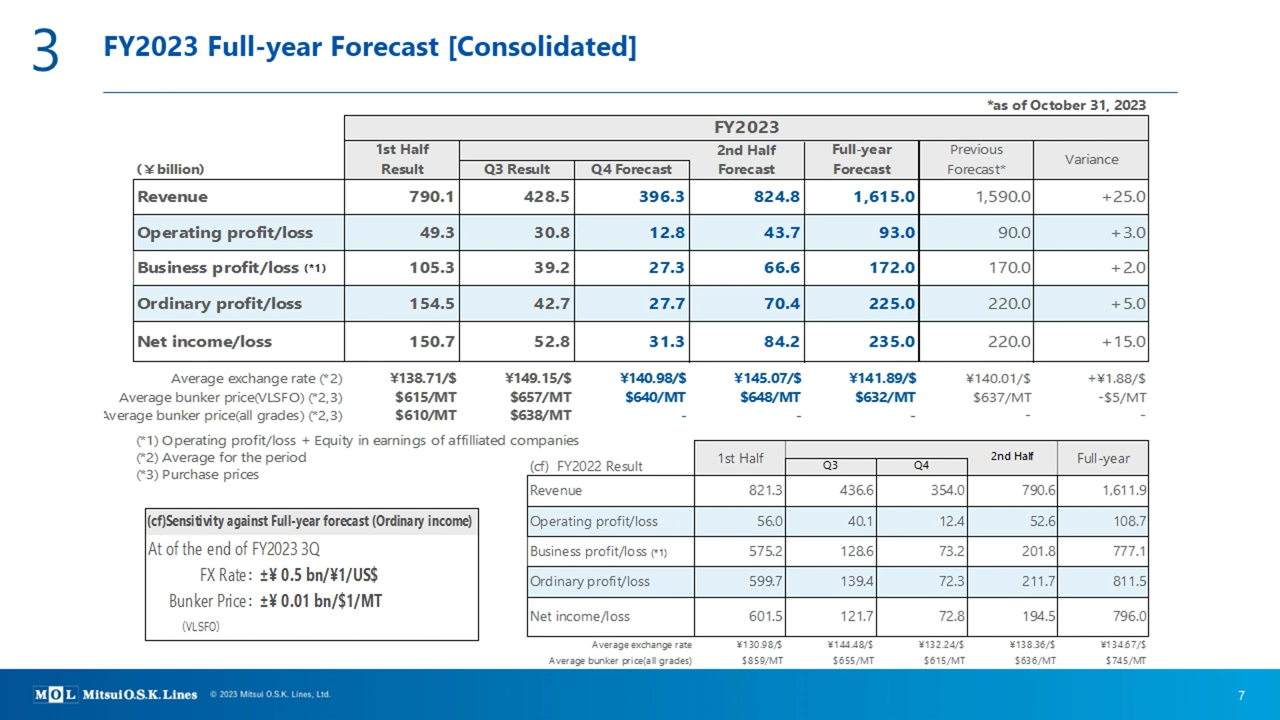 3
FY2023 Full-year Forecast [Consolidated]
*as of October 31, 2023
FY2023
(¥billion) 1st Half Result Q3 Result Q4 Forecast 2nd Half Forecast Full-year Forecast Previous Forecast* Variance
Revenue 790.1 428.5 396.3 824.8 1,615.0 1,590.0 +25.0
Operating profit/loss 49.3 30.8 12.8 43.7 93.0 90.0 +3.0
Business profit/loss (*1) 105.3 39.2 27.3 66.6 172.0 170.0 +2.0
Ordinary profit/loss 154.5 42.7 27.7 70.4 225.0 220.0 +5.0
Net income/loss 150.7 52.8 31.3 84.2 235.0 220.0 +15.0
Average exchange rate (*2) ¥138.71/$ ¥149.15/$ ¥140.98/$ ¥145.07/$ ¥141.89/$ ¥140.01/$ +¥1.88/$
Average bunker price(VLSFO) (*2,3) $615/MT $657/MT $640/MT $648/MT $632/MT $637/MT -$5/MT
Average bunker price(all grades) (*2,3) $610/MT $638/MT - - - - -
(*1) Operating profit/loss + Equity in earnings of affilliated companies
(*2) Average for the period
(*3) Purchase prices
(cf) FY2022 Result 1st Half Q3 Q4 2nd Half Full-year
Revenue 821.3 436.6 354.0 790.6 1,611.9
Operating profit/loss 56.0 40.1 12.4 52.6 108.7
Business profit/loss (*1) 575.2 128.6 73.2 201.8 777.1
Ordinary profit/loss 599.7 139.4 72.3 211.7 811.5
Net income/loss 601.5 121.7 72.8 194.5 796.0
Average exchange rate ¥130.98/$ ¥144.48/$ ¥132.24/$ ¥138.36/$ ¥134.67/$
Average bunker price(all grades) $859/MT $655/MT $615/MT $636/MT $745/MT
(cf)Sensitivity against Full-year forecast (Ordinary income)
At of the end of FY2023 3Q
FX Rate: ±¥ 0.5 bn/¥1/US$
Bunker Price: ±¥ 0.01 bn/$1/MT
(VLSFO)
MOL Mitsui O.S.K. Lines © 2023 Mitsui O.S.K. Lines, Ltd. 7